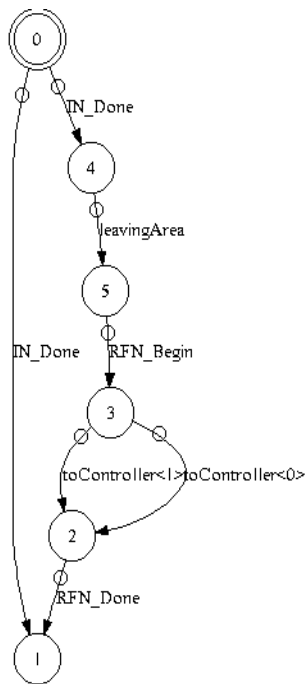 0
IN_Done
4
leavingArea
5
IN_Done
RFN_Begin
3
toController<1>toController<0>
2
RFN_Done
1